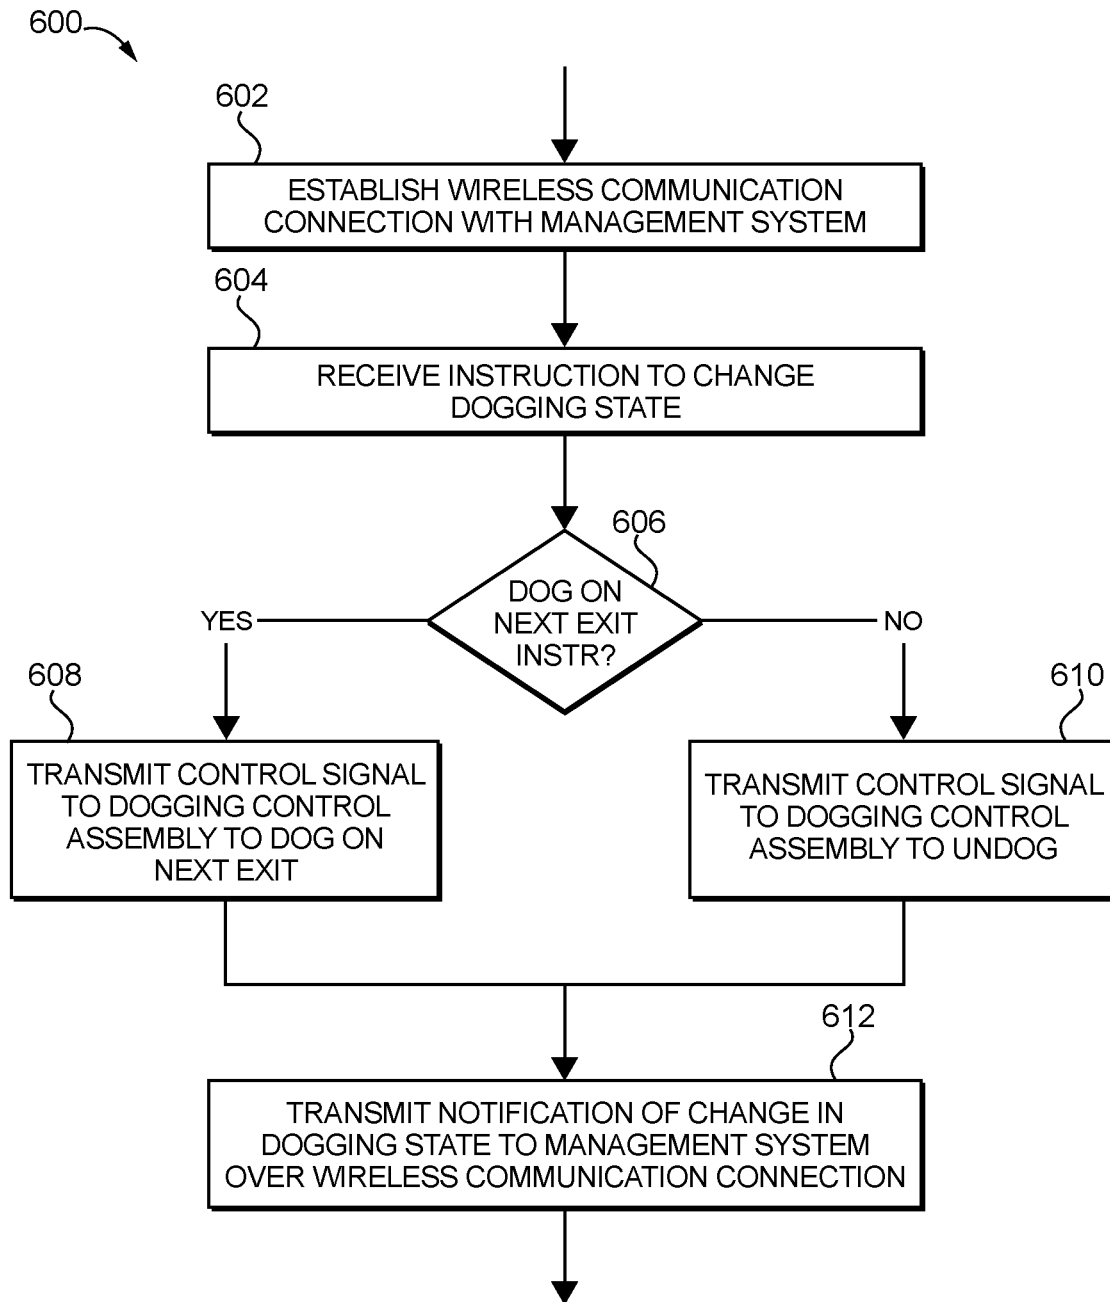 600
602
ESTABLISH WIRELESS COMMUNICATION
CONNECTION WITH MANAGEMENT SYSTEM
604
RECEIVE INSTRUCTION TO CHANGE
DOGGING STATE
606
DOG ON
NEXT EXIT
INSTR?
YES
NO
608
TRANSMIT CONTROL SIGNAL
TO DOGGING CONTROL
ASSEMBLY TO DOG ON
NEXT EXIT
610
TRANSMIT CONTROL SIGNAL
TO DOGGING CONTROL
ASSEMBLY TO UNDOG
612
TRANSMIT NOTIFICATION OF CHANGE IN
DOGGING STATE TO MANAGEMENT SYSTEM
OVER WIRELESS COMMUNICATION CONNECTION